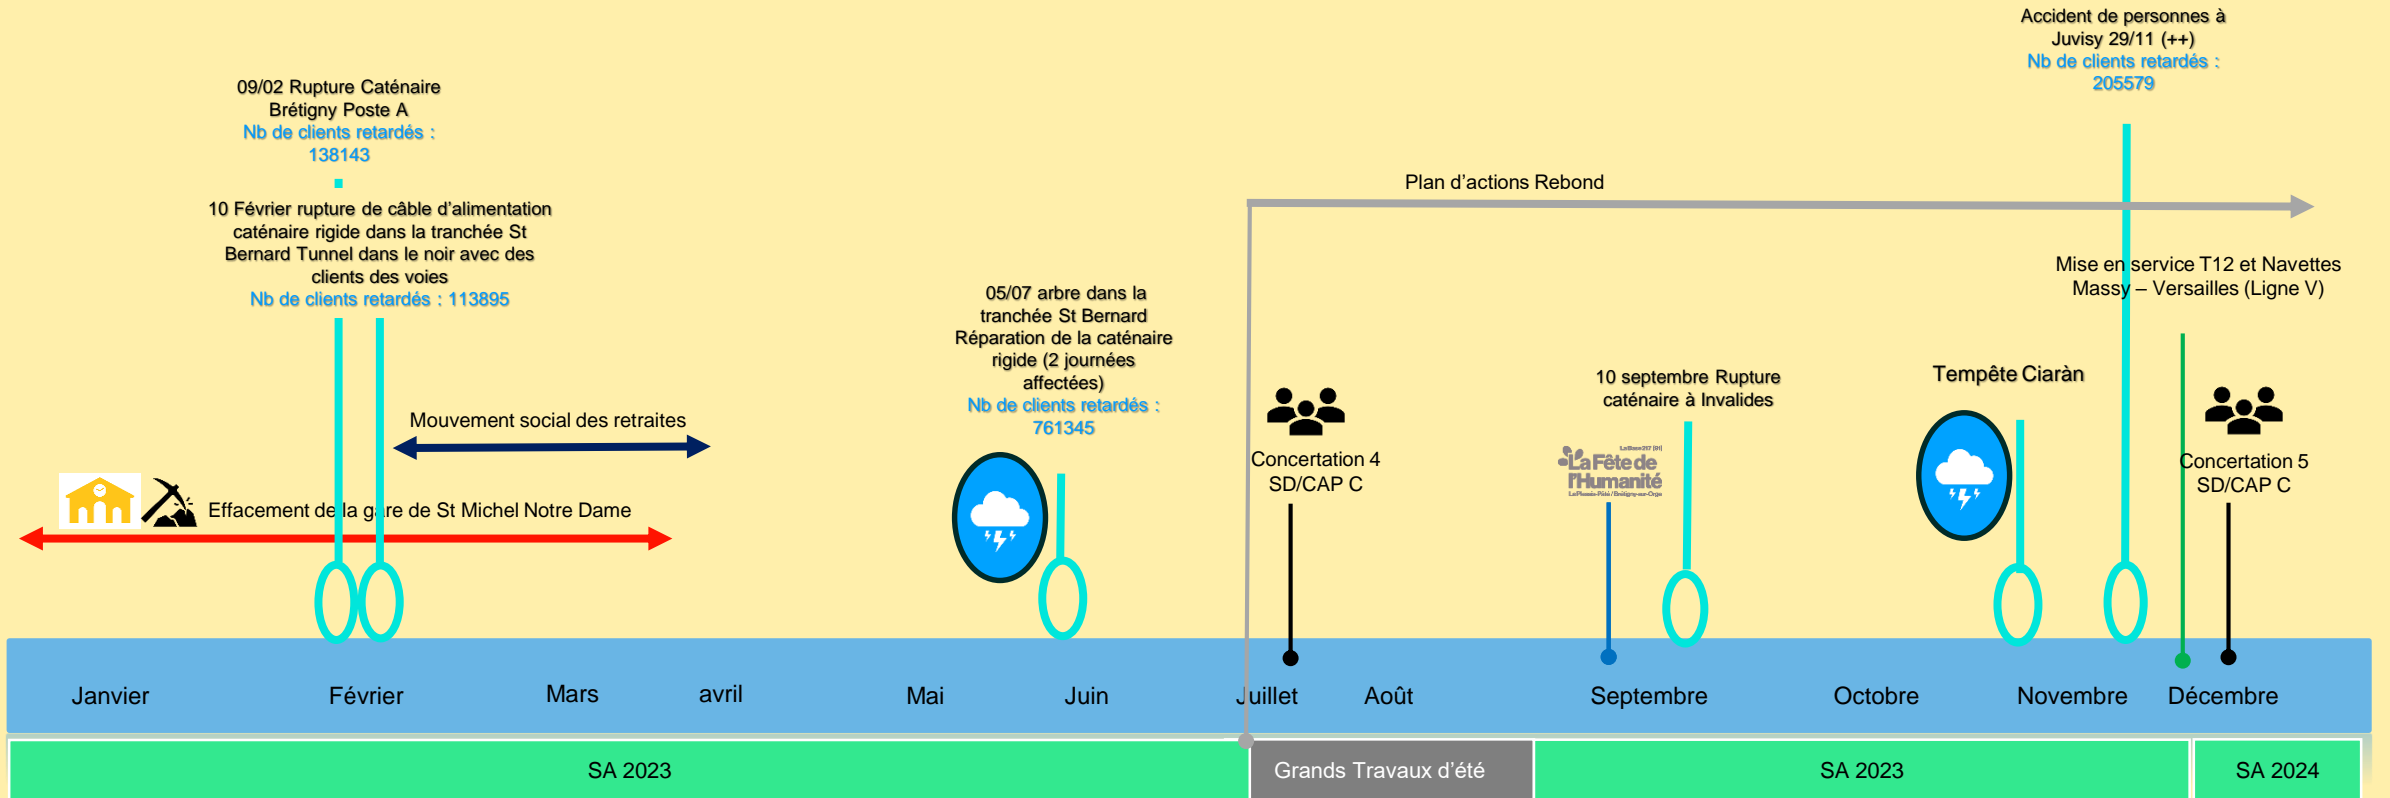 Accident de personnes à
Juvisy 29/11 (++)
Nb de clients retardés :
205579
09/02 Rupture Caténaire
Brétigny Poste A
Nb de clients retardés :
138143
Plan d’actions Rebond
10 Février rupture de câble d’alimentation
caténaire rigide dans la tranchée St
Bernard Tunnel dans le noir avec des
clients des voies
Nb de clients retardés : 113895
Mise en service T12 et Navettes
Massy – Versailles (Ligne V)
05/07 arbre dans la
tranchée St Bernard
Réparation de la caténaire
rigide (2 journées
affectées)
Nb de clients retardés :
761345
10 septembre Rupture
caténaire à Invalides
Tempête Ciaràn
Mouvement social des retraites
Concertation 4
SD/CAP C
La Fête de
l'Humanité
Concertation 5
SD/CAP C
Effacement de la gare de St Michel Notre Dame
Janvier
Février
Mars
avril
Mai
Juin
Juillet
Août
Septembre
Octobre
Novembre
Décembre
SA 2023
Grands Travaux d’été
SA 2023
SA 2024